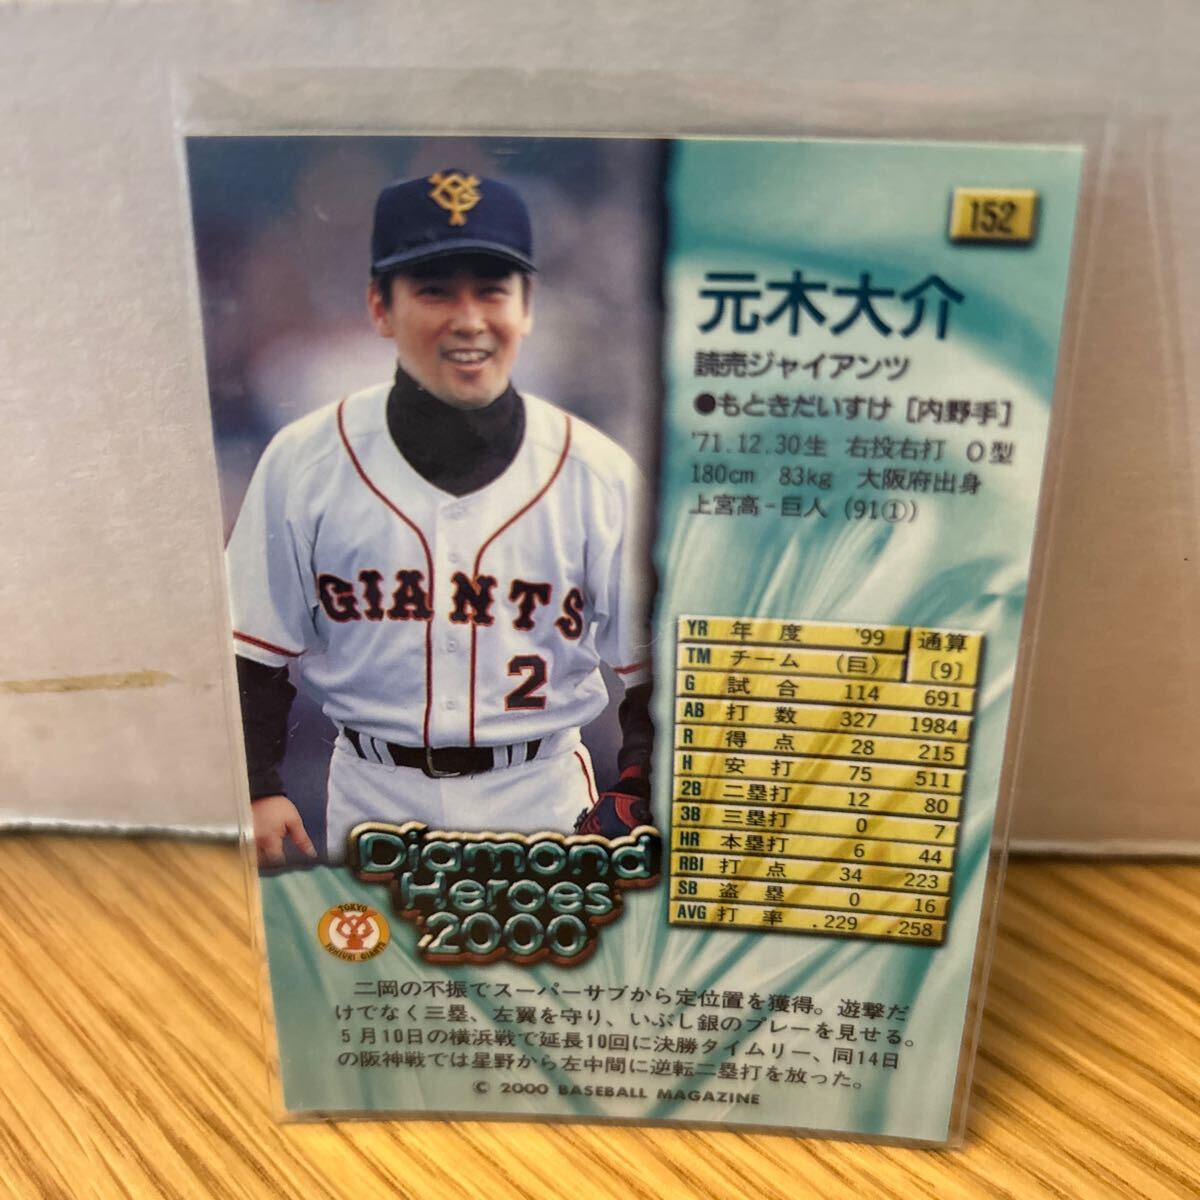 152
元木大介
読売ジャイアンツ
●もときだいすけ [内野手]
'71.12.30生 右投右打 O型
180cm 83kg 大阪府出身
上宮高-巨人 (91①)
YG
GIANTS
2
YR 年度 '99 通算
TM チーム (巨) [9]
G 試合 114 691
AB 打数 327 1984
R 得点 28 215
H 安打 75 511
2B 二塁打 12 80
3B 三塁打 0 7
HR 本塁打 6 44
RBI 打点 34 223
SB 盗塁 0 16
AVG 打率 .229 .258
Diamond
Heroes
2000
TOKYO
YOMIURI GIANTS
二岡の不振でスーパーサブから定位置を獲得。遊撃だ
けでなく三塁、左翼を守り、いぶし銀のプレーを見せる。
5月10日の横浜戦で延長10回に決勝タイムリー、同14日
の阪神戦では星野から左中間に逆転二塁打を放った。
© 2000 BASEBALL MAGAZINE